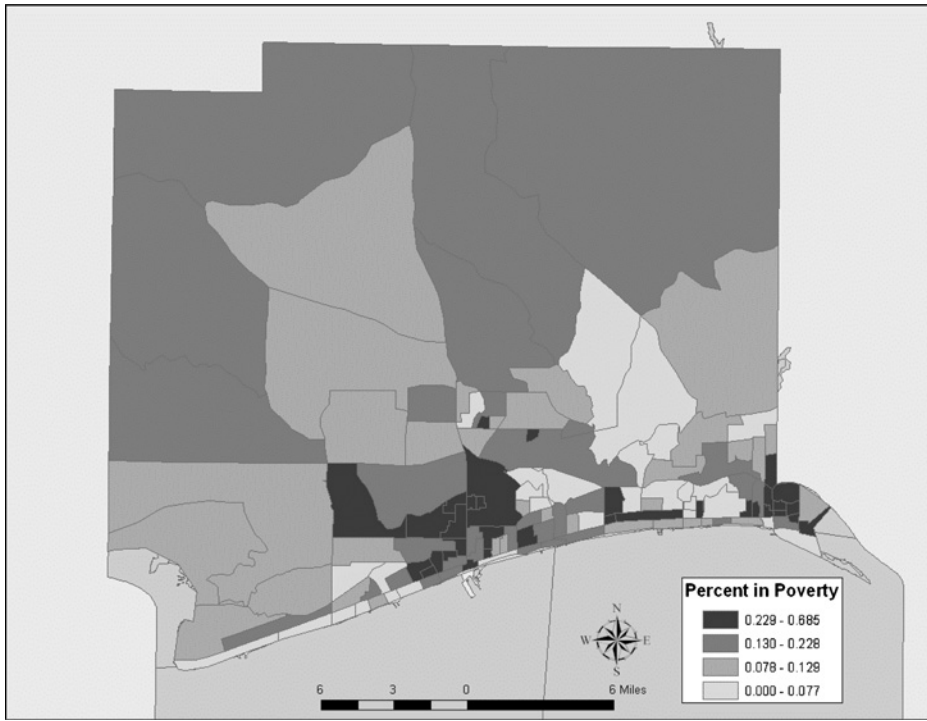 Percent in Poverty
0.229 - 0.685
0.130 - 0.228
0.078 - 0.129
0.000 - 0.077
N
W E
S
6 3 0 6 Miles